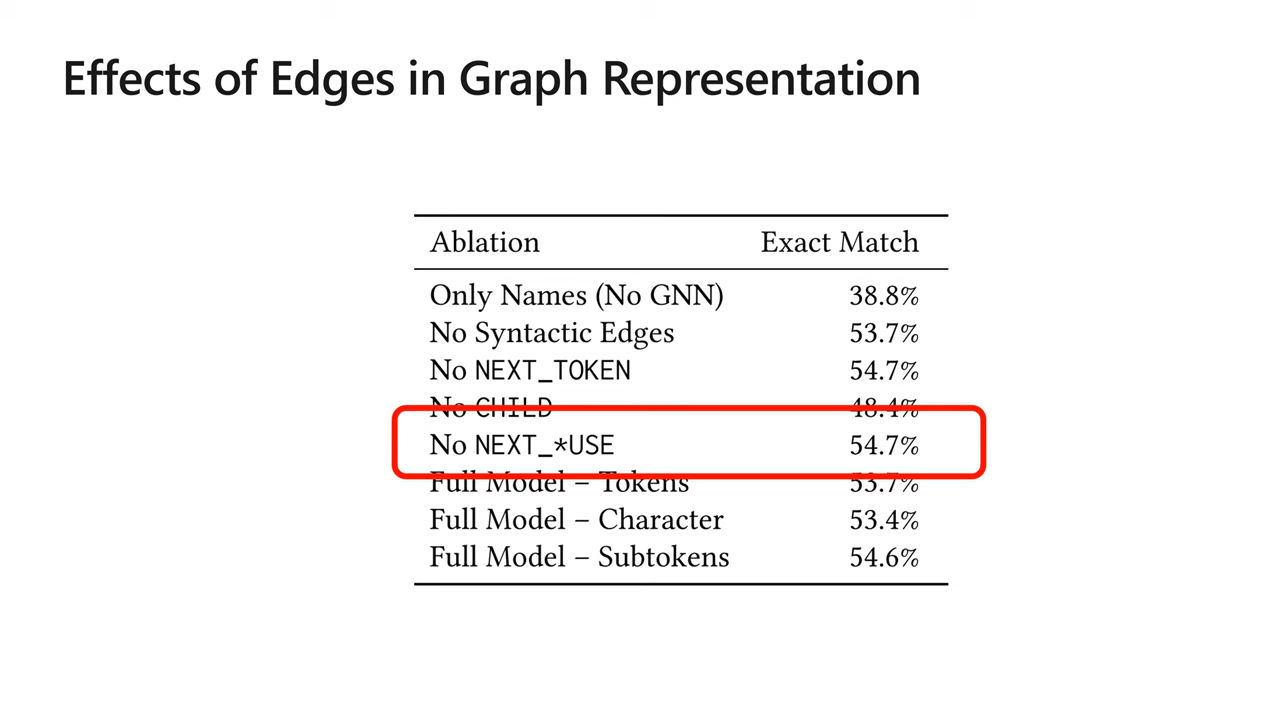 Effects of Edges in Graph Representation
Ablation Exact Match
Only Names (No GNN) 38.8%
No Syntactic Edges 53.7%
No NEXT_TOKEN 54.7%
No CHILD 48.4%
No NEXT_*USE 54.7%
Full Model – Tokens 53.7%
Full Model – Character 53.4%
Full Model – Subtokens 54.6%